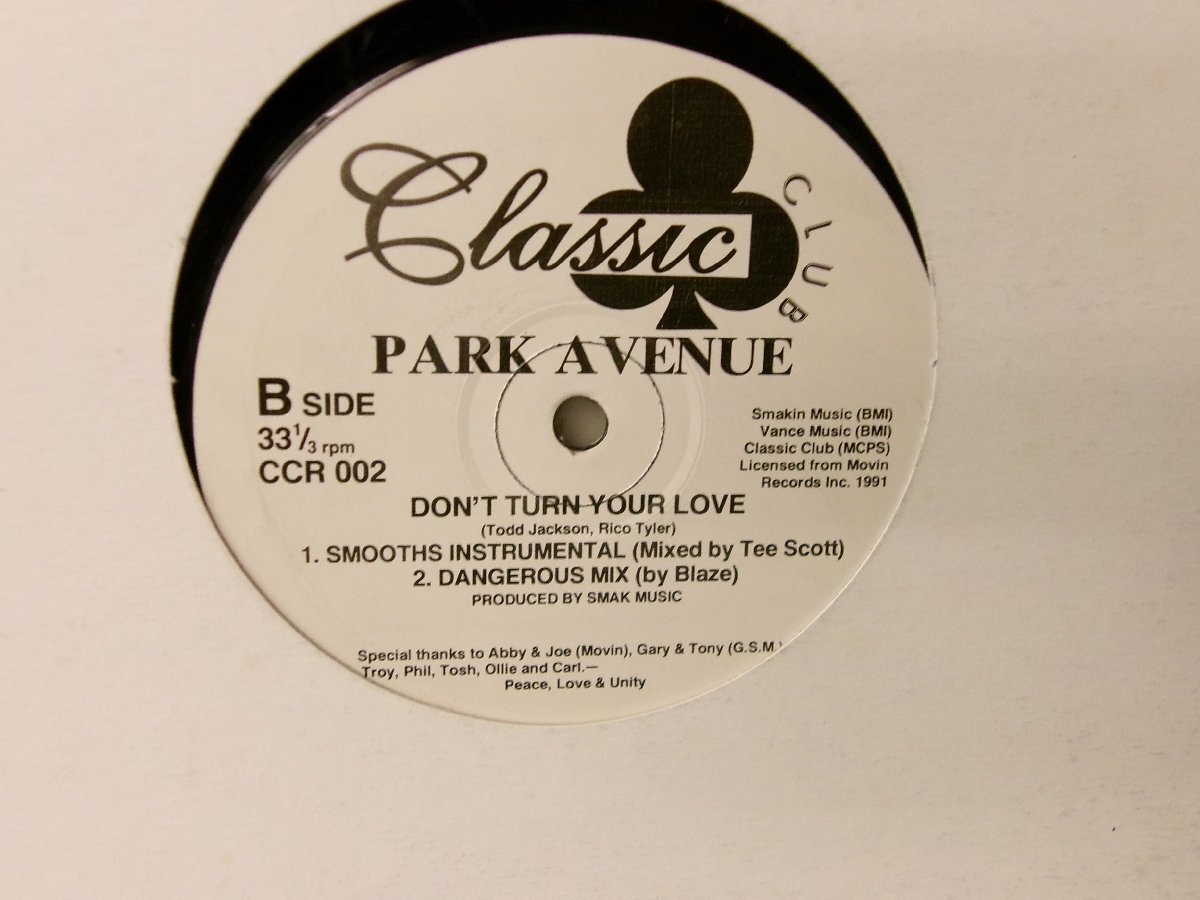 Classic
CLUB
PARK AVENUE
B SIDE
33 1/3 rpm
CCR 002
Smakin Music (BMI)
Vance Music (BMI)
Classic Club (MCPS)
Licensed from Movin
Records Inc. 1991
DON'T TURN YOUR LOVE
(Todd Jackson, Rico Tyler)
1. SMOOTHS INSTRUMENTAL (Mixed by Tee Scott)
2. DANGEROUS MIX (by Blaze)
PRODUCED BY SMAK MUSIC
Special thanks to Abby & Joe (Movin), Gary & Tony (G.S.M.)
Troy, Phil, Tosh, Ollie and Carl.—
Peace, Love & Unity